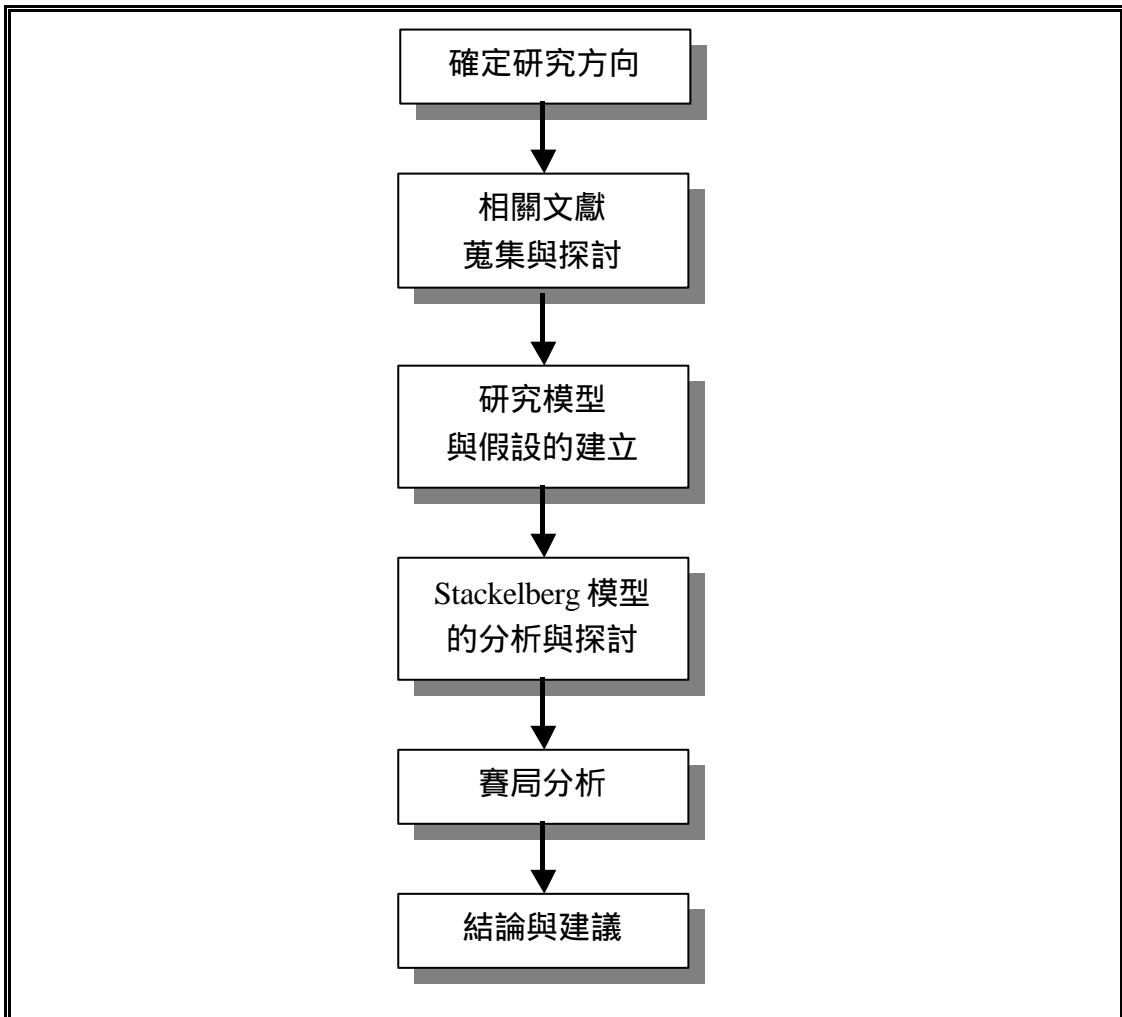 確定研究方向
相關文獻
蒐集與探討
研究模型
與假設的建立
Stackelberg 模型
的分析與探討
賽局分析
結論與建議